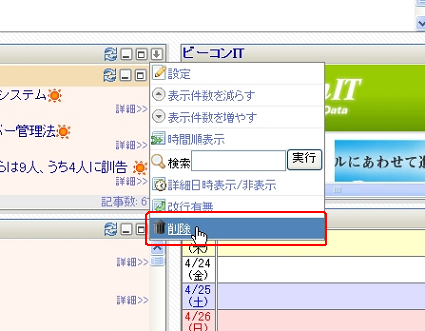 ビーコンIT
設定
システム
表示件数を減らす
詳細>>
IT
Data
表示件数を増やす
バー管理法
時間順表示
検索 実行
らは9人、うち4人に訓告
ルにあわせて進
詳細>>
詳細日時表示/非表示
記事数: 6
改行有無
削除
(木)
詳細>>
4/24
(金)
4/25
(土)
詳細>>
4/26
(日)